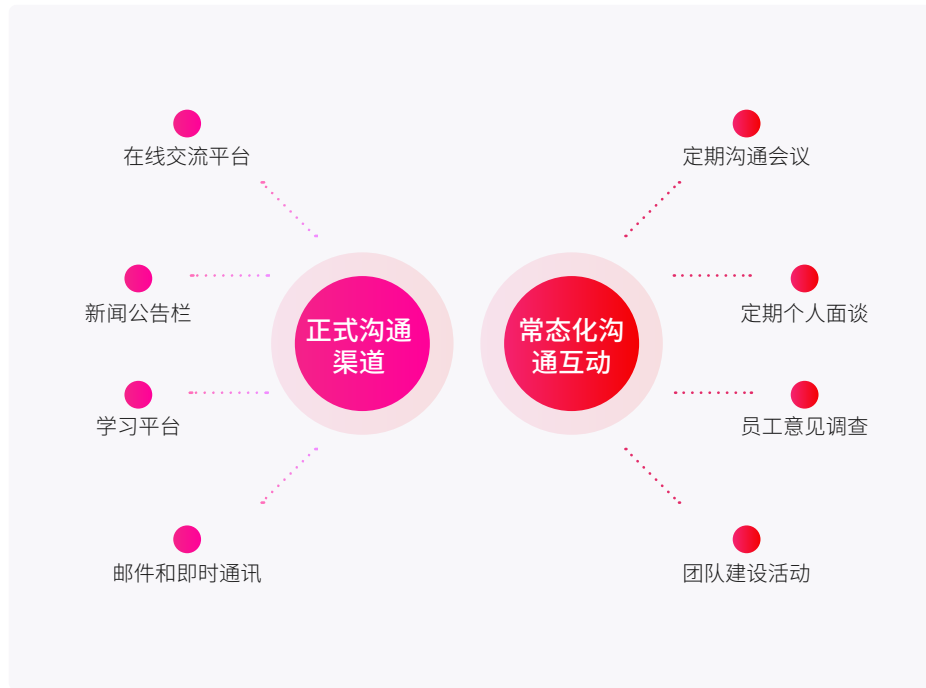 在线交流平台
新闻公告栏
学习平台
邮件和即时通讯
正式沟通
渠道
常态化沟
通互动
定期沟通会议
定期个人面谈
员工意见调查
团队建设活动